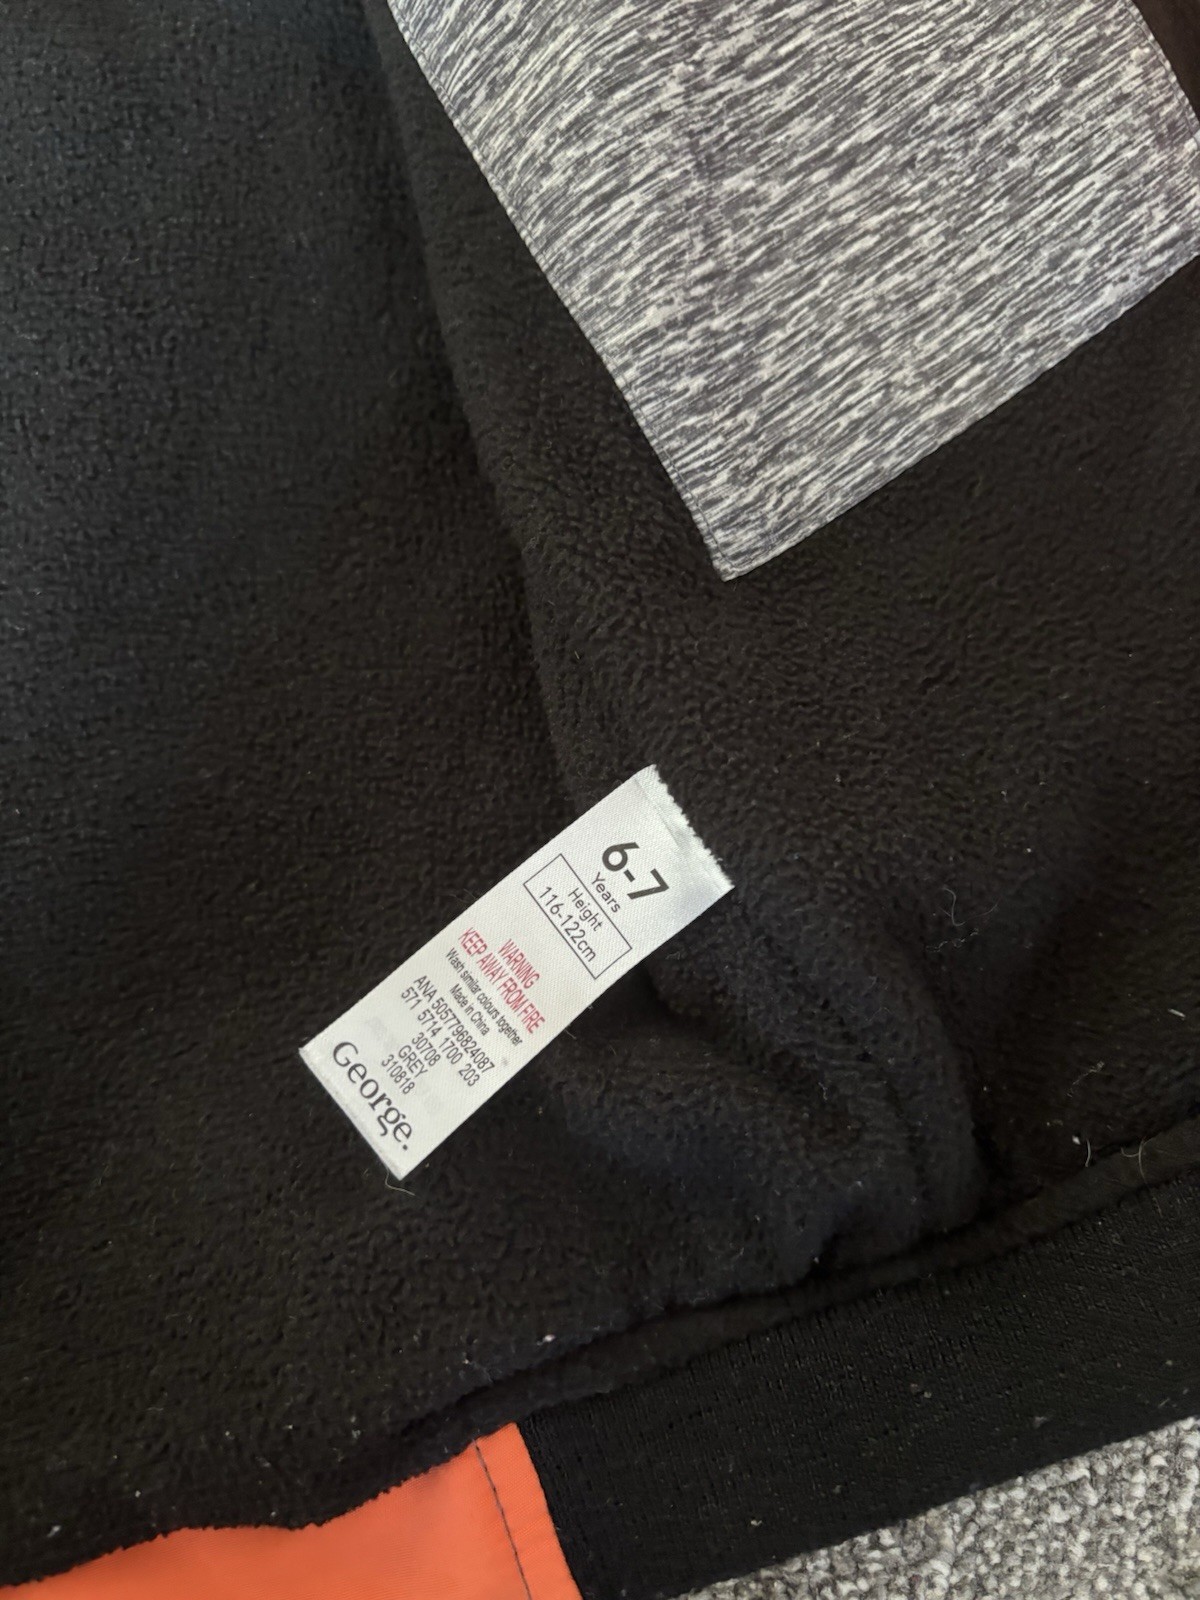 6-7
Years
Height
116-122cm
WARNING
KEEP AWAY FROM FIRE
Wash similar colours together
Made in China
ANA 5057796824087
571 5714 1700 203
30708
GREY
310818
George.